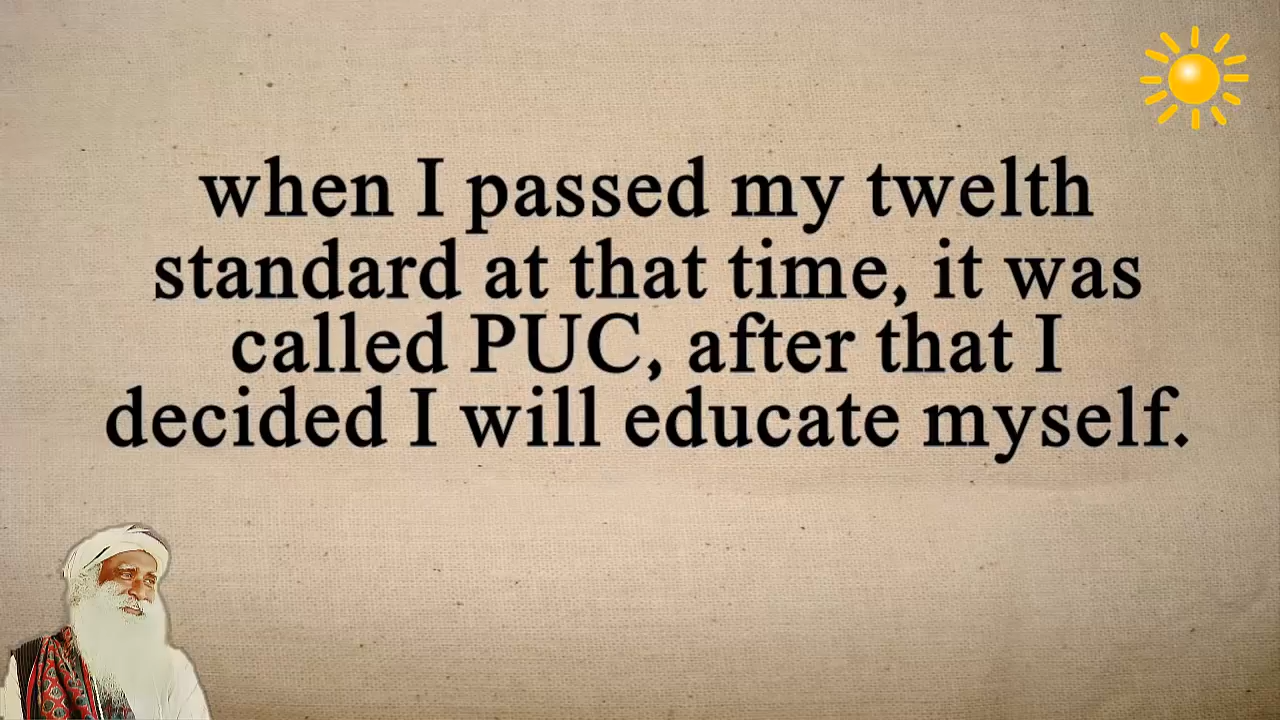 when I passed my twelth
standard at that time, it was
called PUC, after that I
decided I will educate myself.